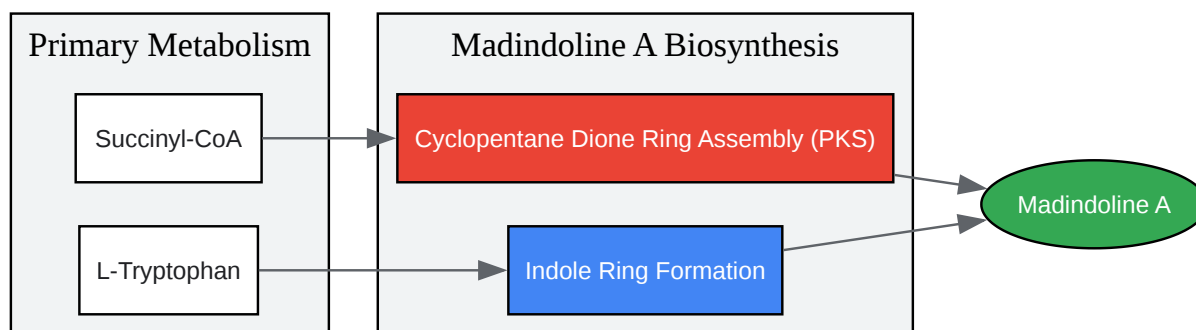 Primary Metabolism
Madindoline A Biosynthesis
Succinyl-CoA
Cyclopentane Dione Ring Assembly (PKS)
Madindoline A
L-Tryptophan
Indole Ring Formation